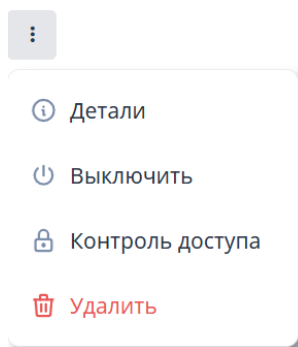 Детали
Выключить
Контроль доступа
Удалить